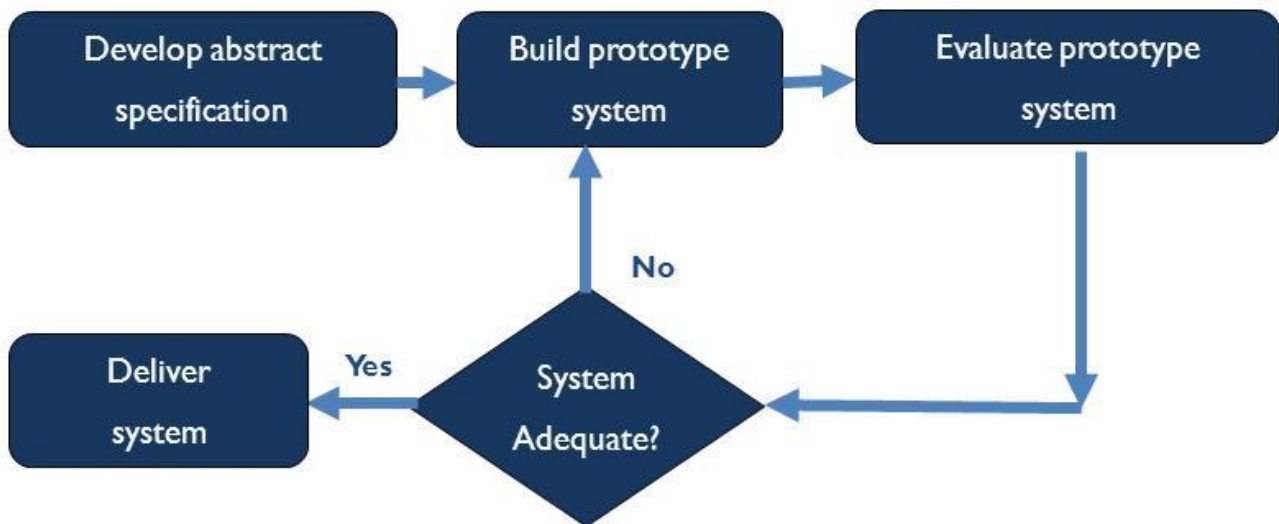 Develop abstract
specification
Build prototype
system
Evaluate prototype
system
No
Yes
Deliver
system
System
Adequate?